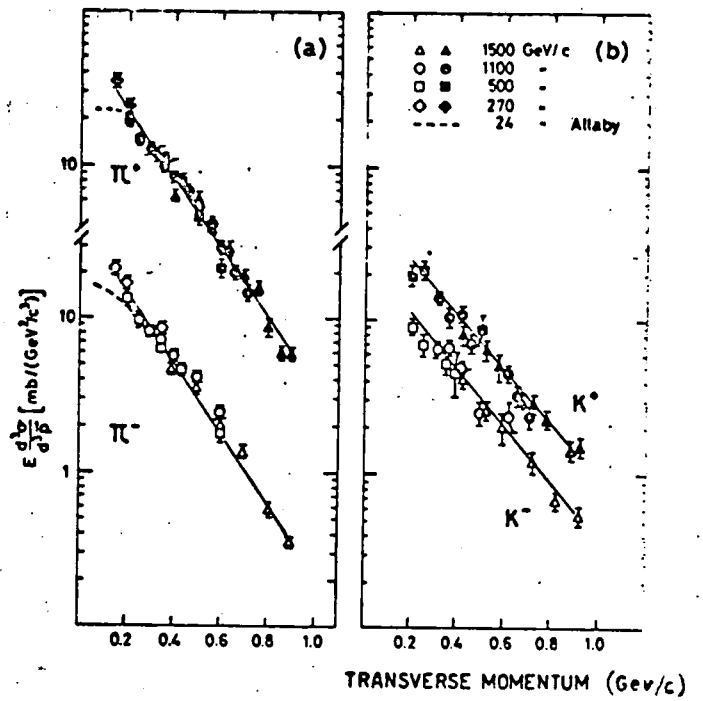 (a)
(b)
1500 GeV/c
1100 "
500 "
270 "
24 " Allaby
10
π+
10
π-
1
K+
K-
E d³σ/d³p [mb/(GeV²/c³)]
0.2 0.4 0.6 0.8 1.0
0.2 0.4 0.6 0.8 1.0
TRANSVERSE MOMENTUM (Gev/c)